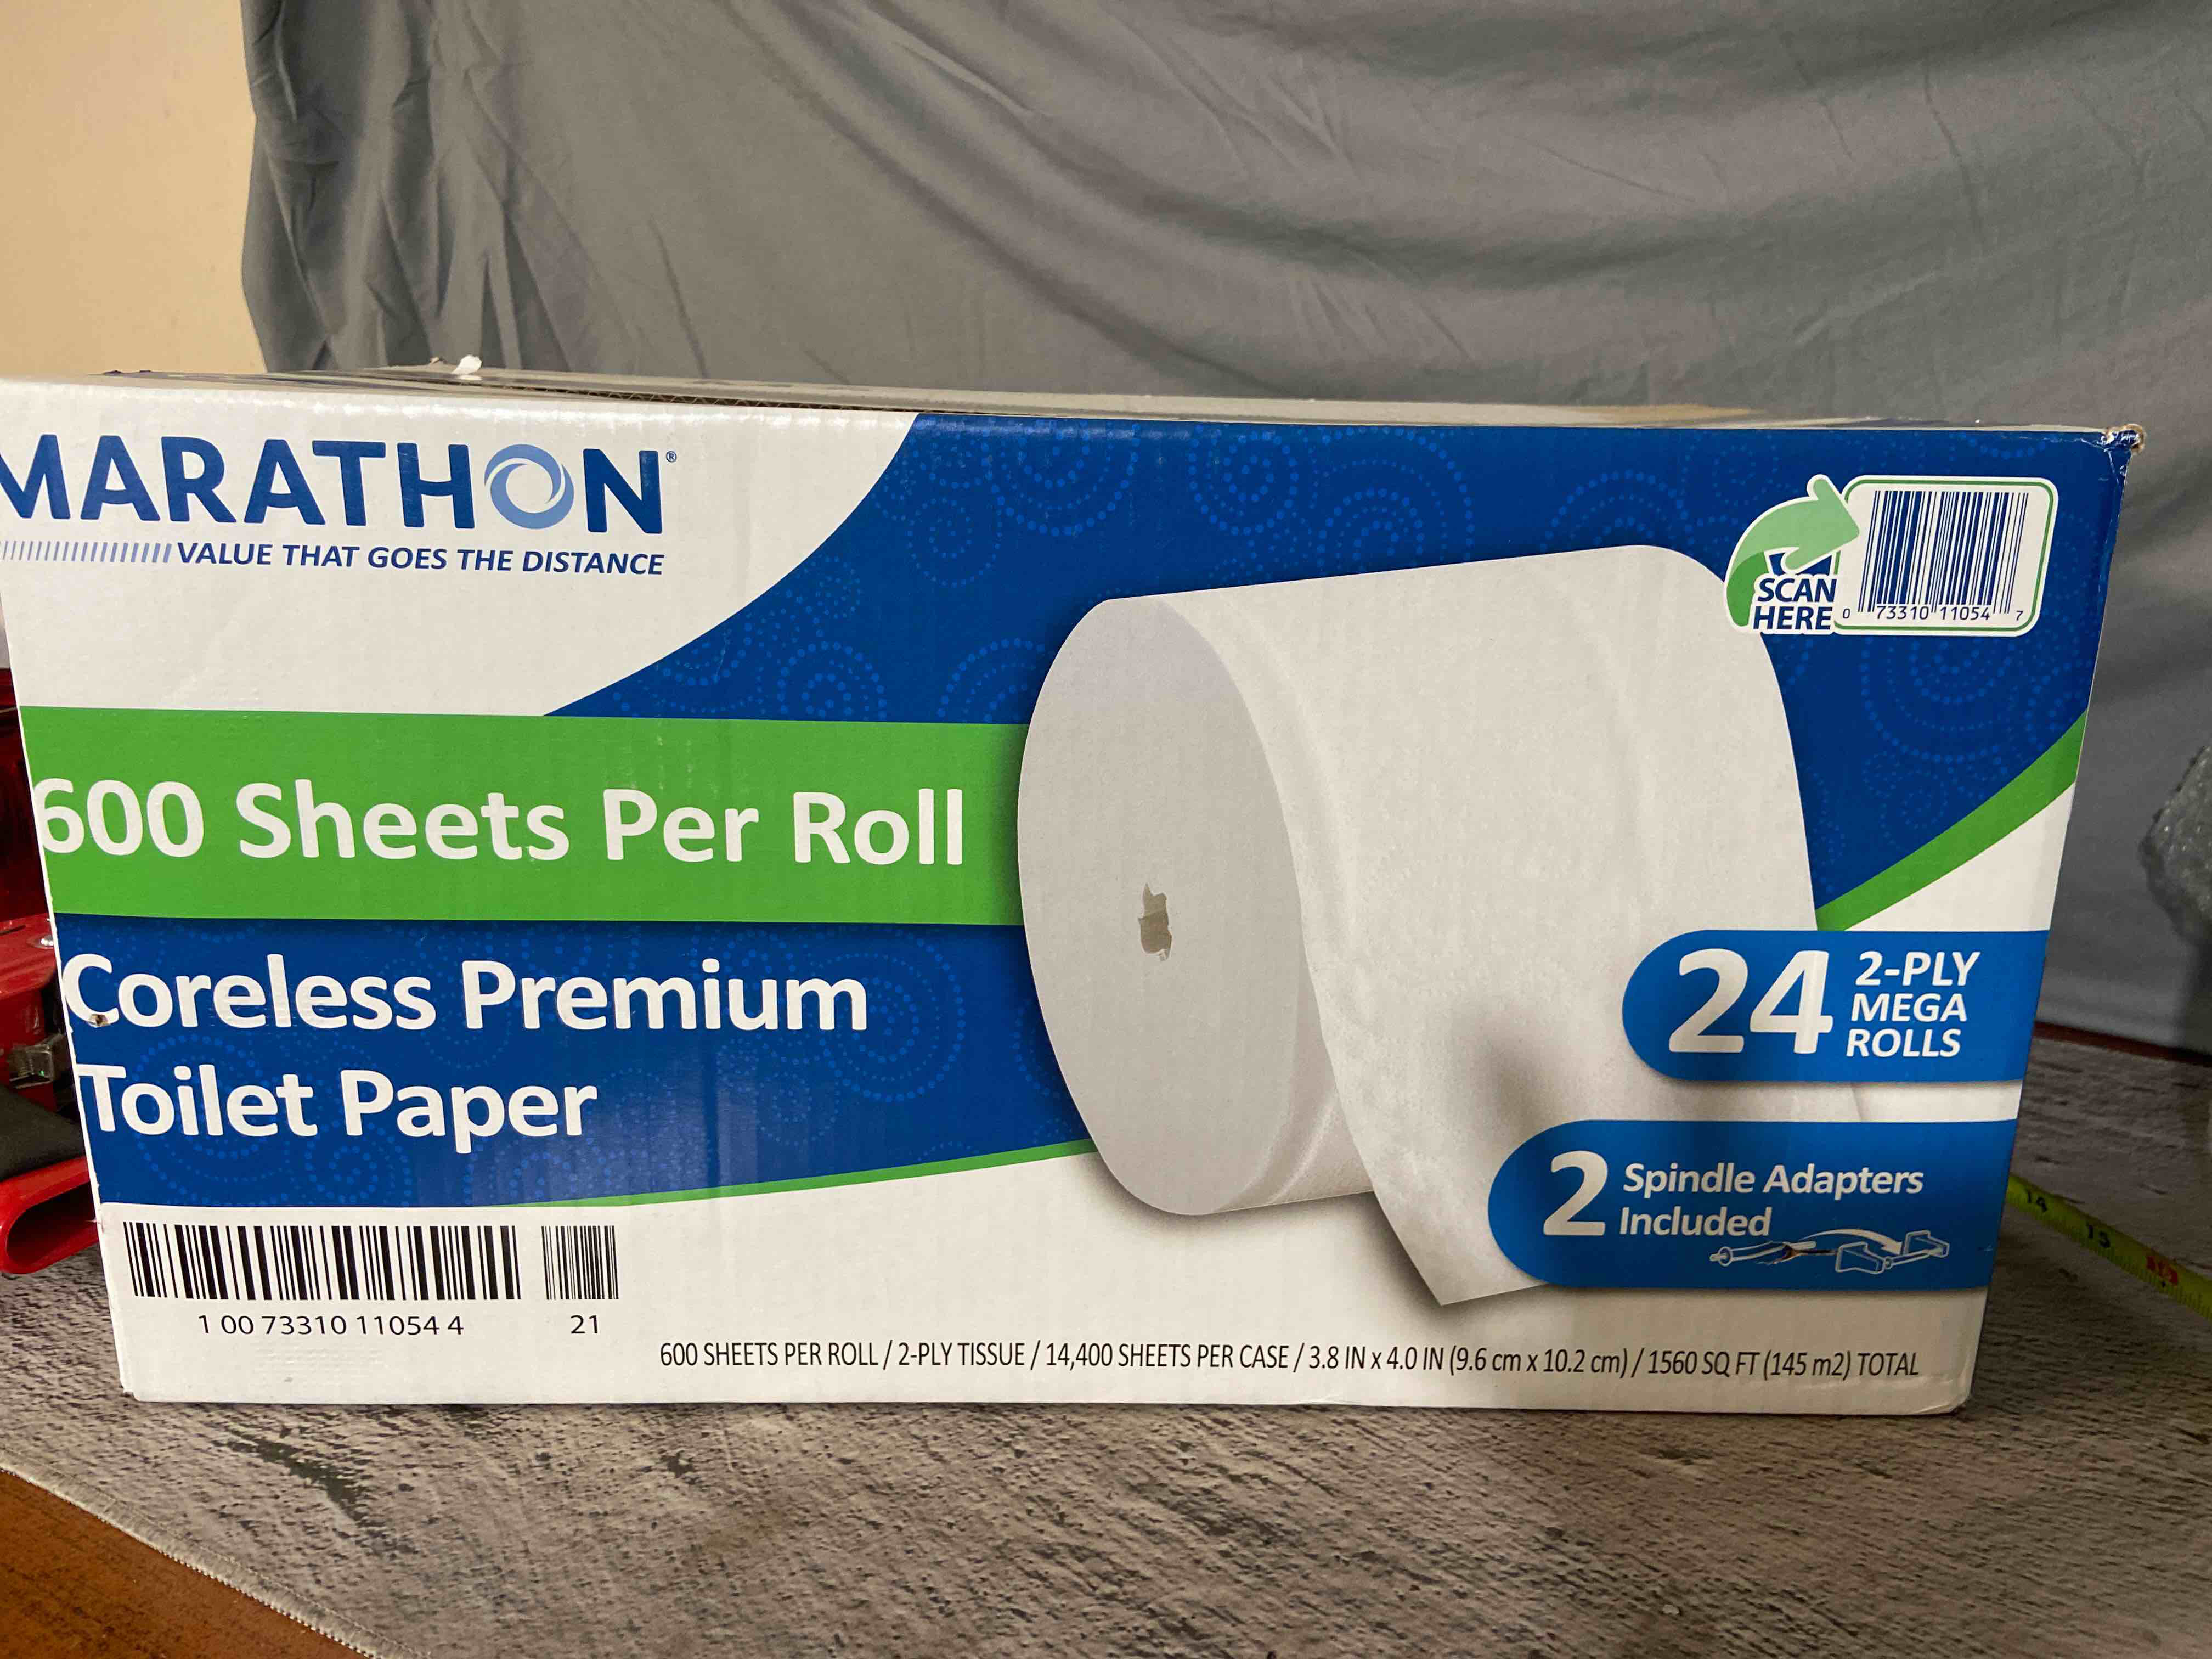 MARATHON®
VALUE THAT GOES THE DISTANCE
SCAN
HERE
0 73310 11054 7
600 Sheets Per Roll
Coreless Premium
Toilet Paper
24 2-PLY
MEGA
ROLLS
2 Spindle Adapters
Included
1 00 73310 11054 4 21
600 SHEETS PER ROLL / 2-PLY TISSUE / 14,400 SHEETS PER CASE / 3.8 IN x 4.0 IN (9.6 cm x 10.2 cm) / 1560 SQ FT (145 m2) TOTAL
14 15 16